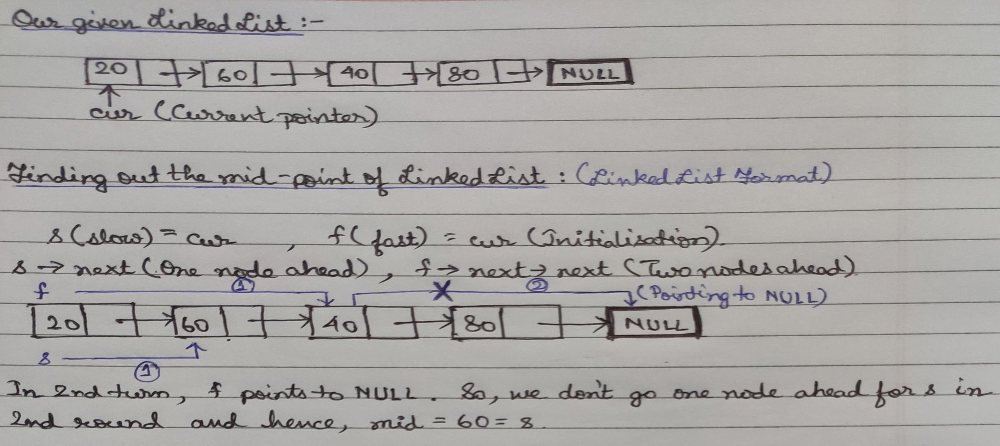 Our given Linked List :-
20 → 60 → 40 → 80 → NULL
↑
cur (Current pointer)
Finding out the mid-point of Linked List : (Linked List Format)
s (slow) = cur , f (fast) = cur (Initialisation).
s → next (One node ahead), f → next → next (Two nodes ahead).
f ① X ② (Pointing to NULL)
20 → 60 → 40 → 80 → NULL
s ①
In 2nd turn, f points to NULL. So, we don't go one node ahead for s in
2nd round and hence, mid = 60 = s.